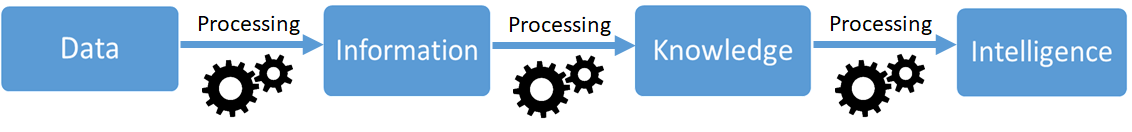 Data
Processing
Information
Processing
Knowledge
Processing
Intelligence